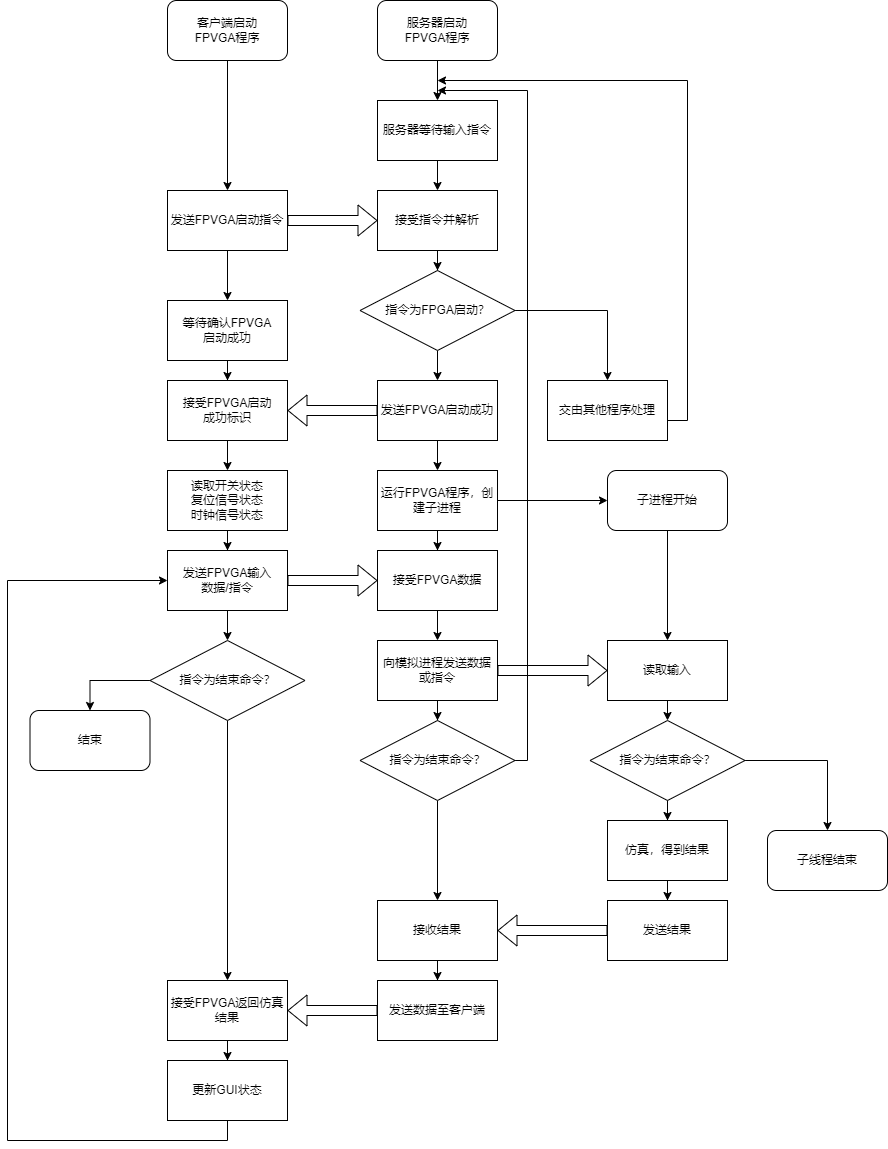 客户端启动
FPVGA程序
服务器启动
FPVGA程序
服务器等待输入指令
发送FPVGA启动指令
接受指令并解析
等待确认FPVGA
启动成功
指令为FPGA启动?
接受FPVGA启动
成功标识
发送FPVGA启动成功
交由其他程序处理
读取开关状态
复位信号状态
时钟信号状态
运行FPVGA程序，创
建子进程
子进程开始
发送FPVGA输入
数据/指令
接受FPVGA数据
指令为结束命令?
向模拟进程发送数据
或指令
读取输入
结束
指令为结束命令?
指令为结束命令?
仿真，得到结果
子线程结束
接收结果
发送结果
接受FPVGA返回仿真
结果
发送数据至客户端
更新GUI状态